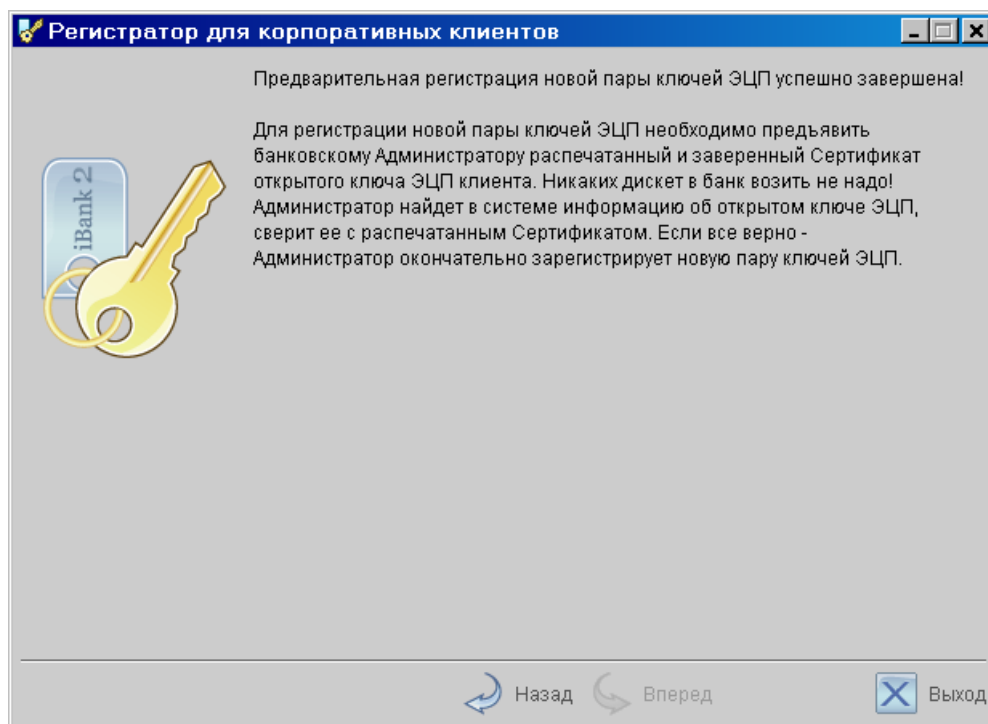 Регистратор для корпоративных клиентов
Предварительная регистрация новой пары ключей ЭЦП успешно завершена!
Для регистрации новой пары ключей ЭЦП необходимо предъявить
банковскому Администратору распечатанный и заверенный Сертификат
открытого ключа ЭЦП клиента. Никаких дискет в банк возить не надо!
Администратор найдет в системе информацию об открытом ключе ЭЦП,
сверит ее с распечатанным Сертификатом. Если все верно -
Администратор окончательно зарегистрирует новую пару ключей ЭЦП.
iBank 2
Назад Вперед Выход